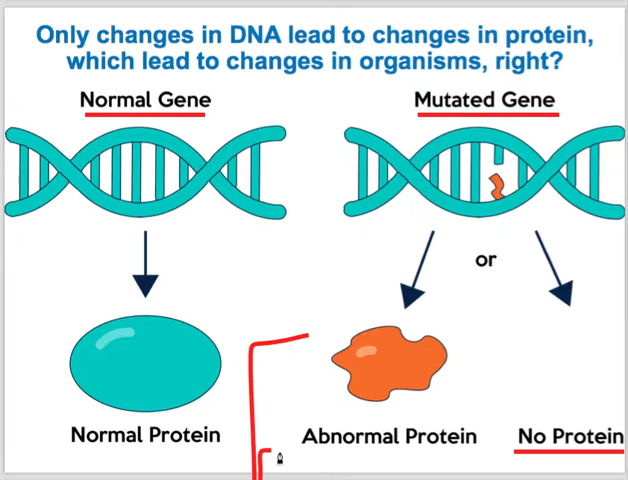 Only changes in DNA lead to changes in protein,
which lead to changes in organisms, right?
Normal Gene
Mutated Gene
or
Normal Protein
Abnormal Protein
No Protein